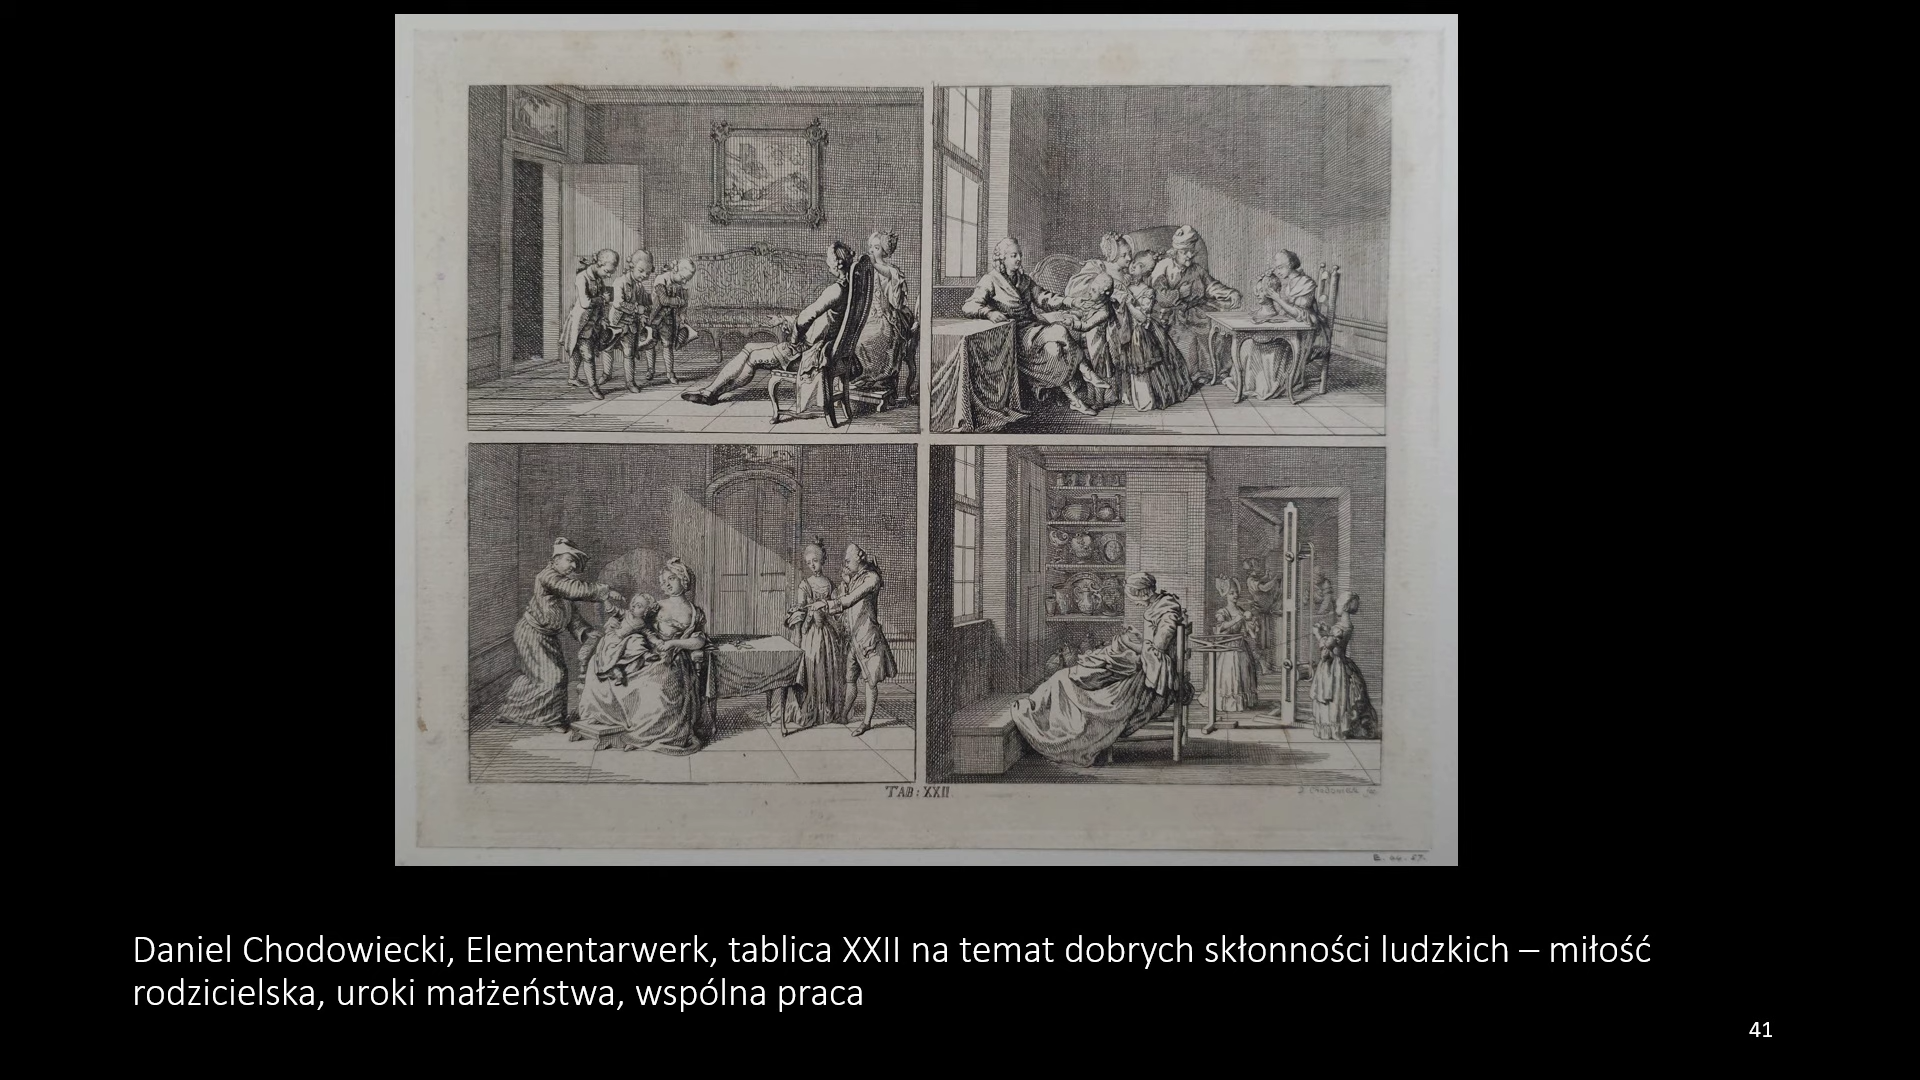 TAB: XXII
Daniel Chodowiecki, Elementarwerk, tablica XXII na temat dobrych skłonności ludzkich – miłość
rodzicielska, uroki małżeństwa, wspólna praca
41